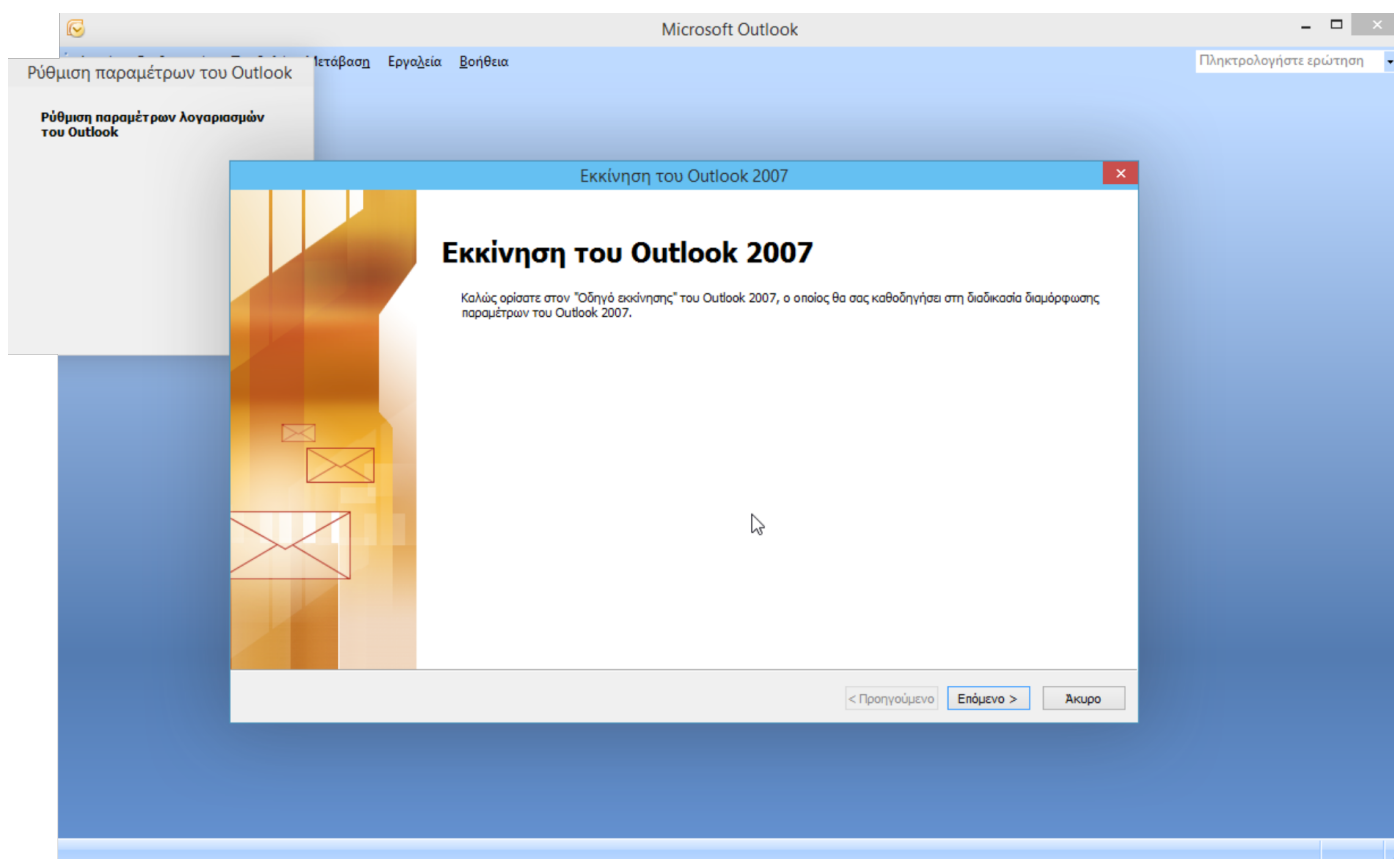 Microsoft Outlook
Μετάβαση Εργαλεία Βοήθεια
Πληκτρολογήστε ερώτηση
Ρύθμιση παραμέτρων του Outlook
Ρύθμιση παραμέτρων λογαριασμών
του Outlook
Εκκίνηση του Outlook 2007
Εκκίνηση του Outlook 2007
Καλώς ορίσατε στον "Οδηγό εκκίνησης" του Outlook 2007, ο οποίος θα σας καθοδηγήσει στη διαδικασία διαμόρφωσης
παραμέτρων του Outlook 2007.
< Προηγούμενο Επόμενο > Άκυρο